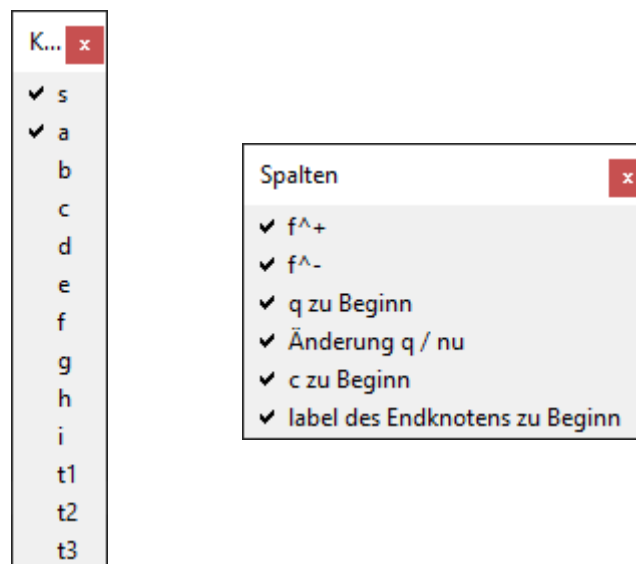 K... x
s
a
b
c
d
e
f
g
h
i
t1
t2
t3
Spalten x
f^+
f^-
q zu Beginn
Änderung q / nu
c zu Beginn
label des Endknotens zu Beginn